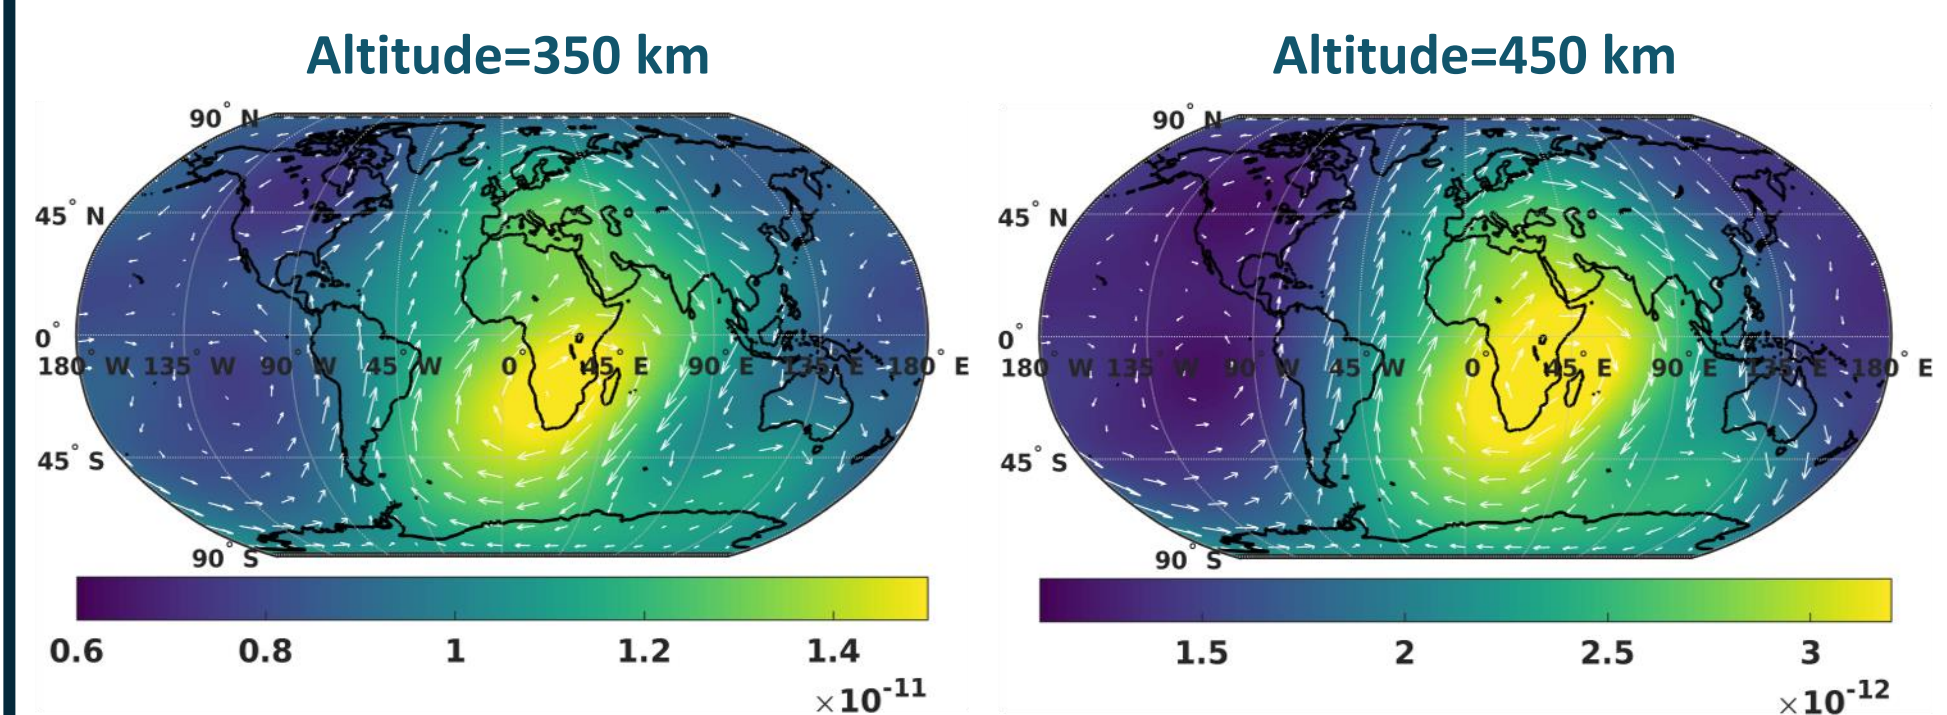 Altitude=350 km
90° N
45° N
0°
180° W 135° W 90° W 45° W 0° 45° E 90° E 135° E 180° E
45° S
90° S
0.6 0.8 1 1.2 1.4
×10-11
Altitude=450 km
90° N
45° N
0°
180° W 135° W 90° W 45° W 0° 45° E 90° E 135° E 180° E
45° S
90° S
1.5 2 2.5 3
×10-12